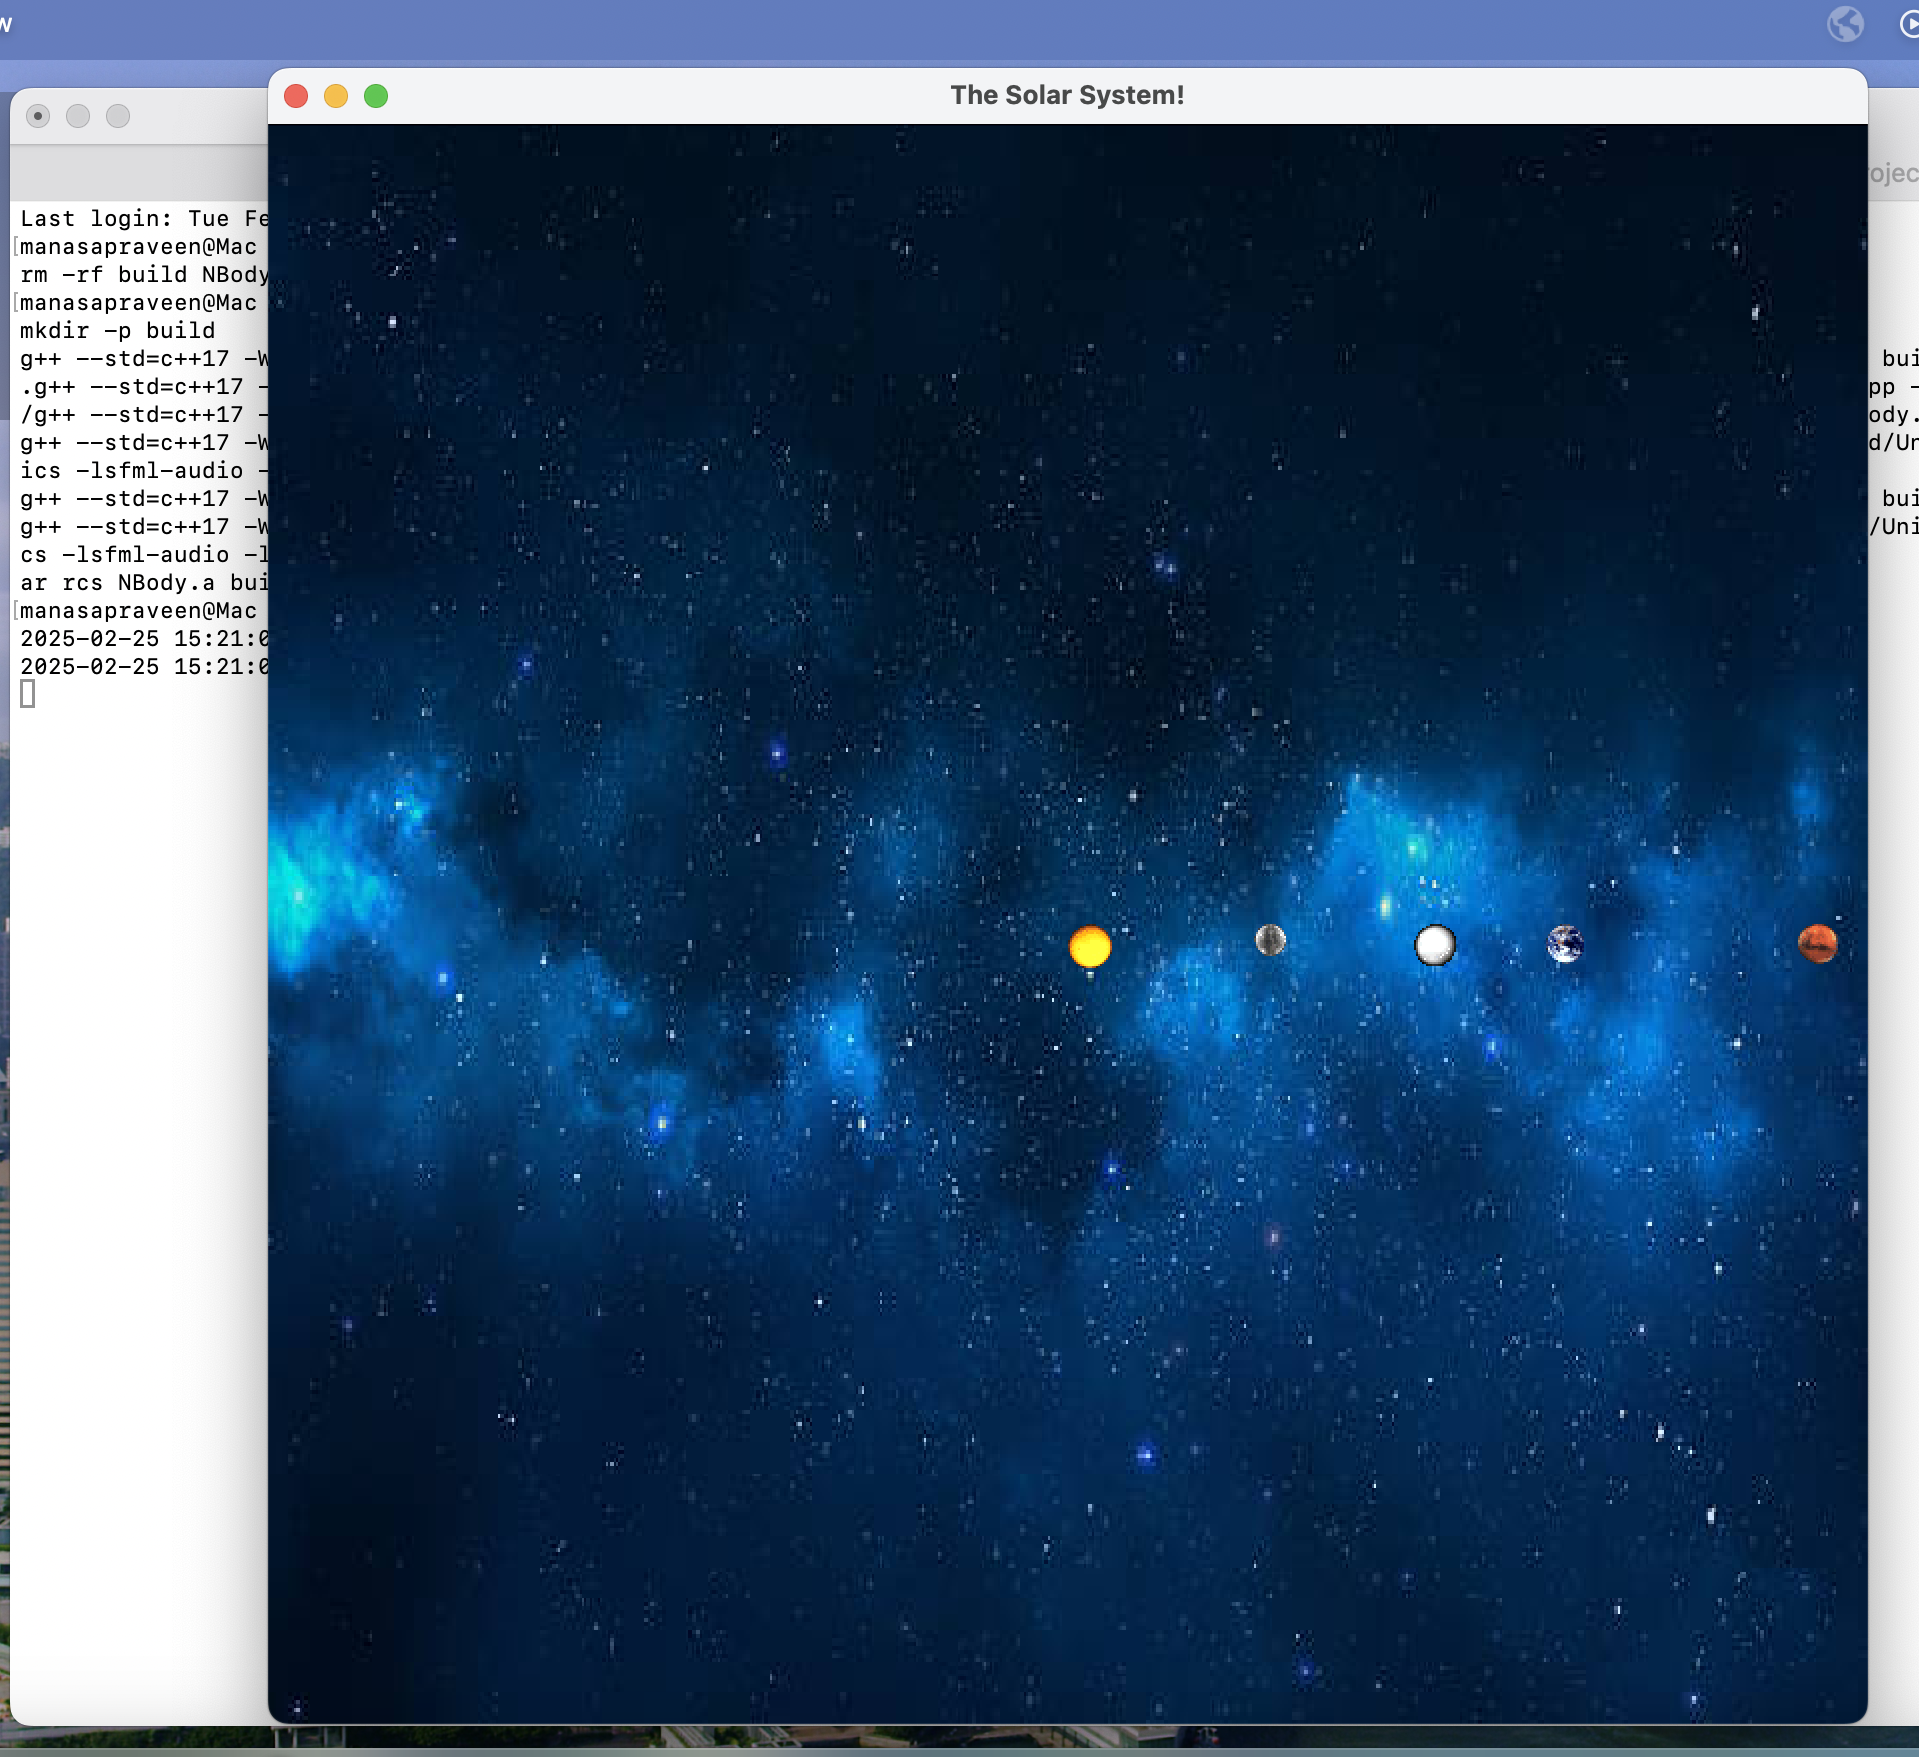 w
The Solar System!
ojec
Last login: Tue Fe
manasapraveen@Mac
rm -rf build NBody
manasapraveen@Mac
mkdir -p build
g++ --std=c++17 -W
bui
.g++ --std=c++17 -
pp -
/g++ --std=c++17 -
ody.
g++ --std=c++17 -W
d/Un
ics -lsfml-audio -
g++ --std=c++17 -W
bui
g++ --std=c++17 -W
/Uni
cs -lsfml-audio -l
ar rcs NBody.a bui
manasapraveen@Mac
2025-02-25 15:21:0
2025-02-25 15:21:0